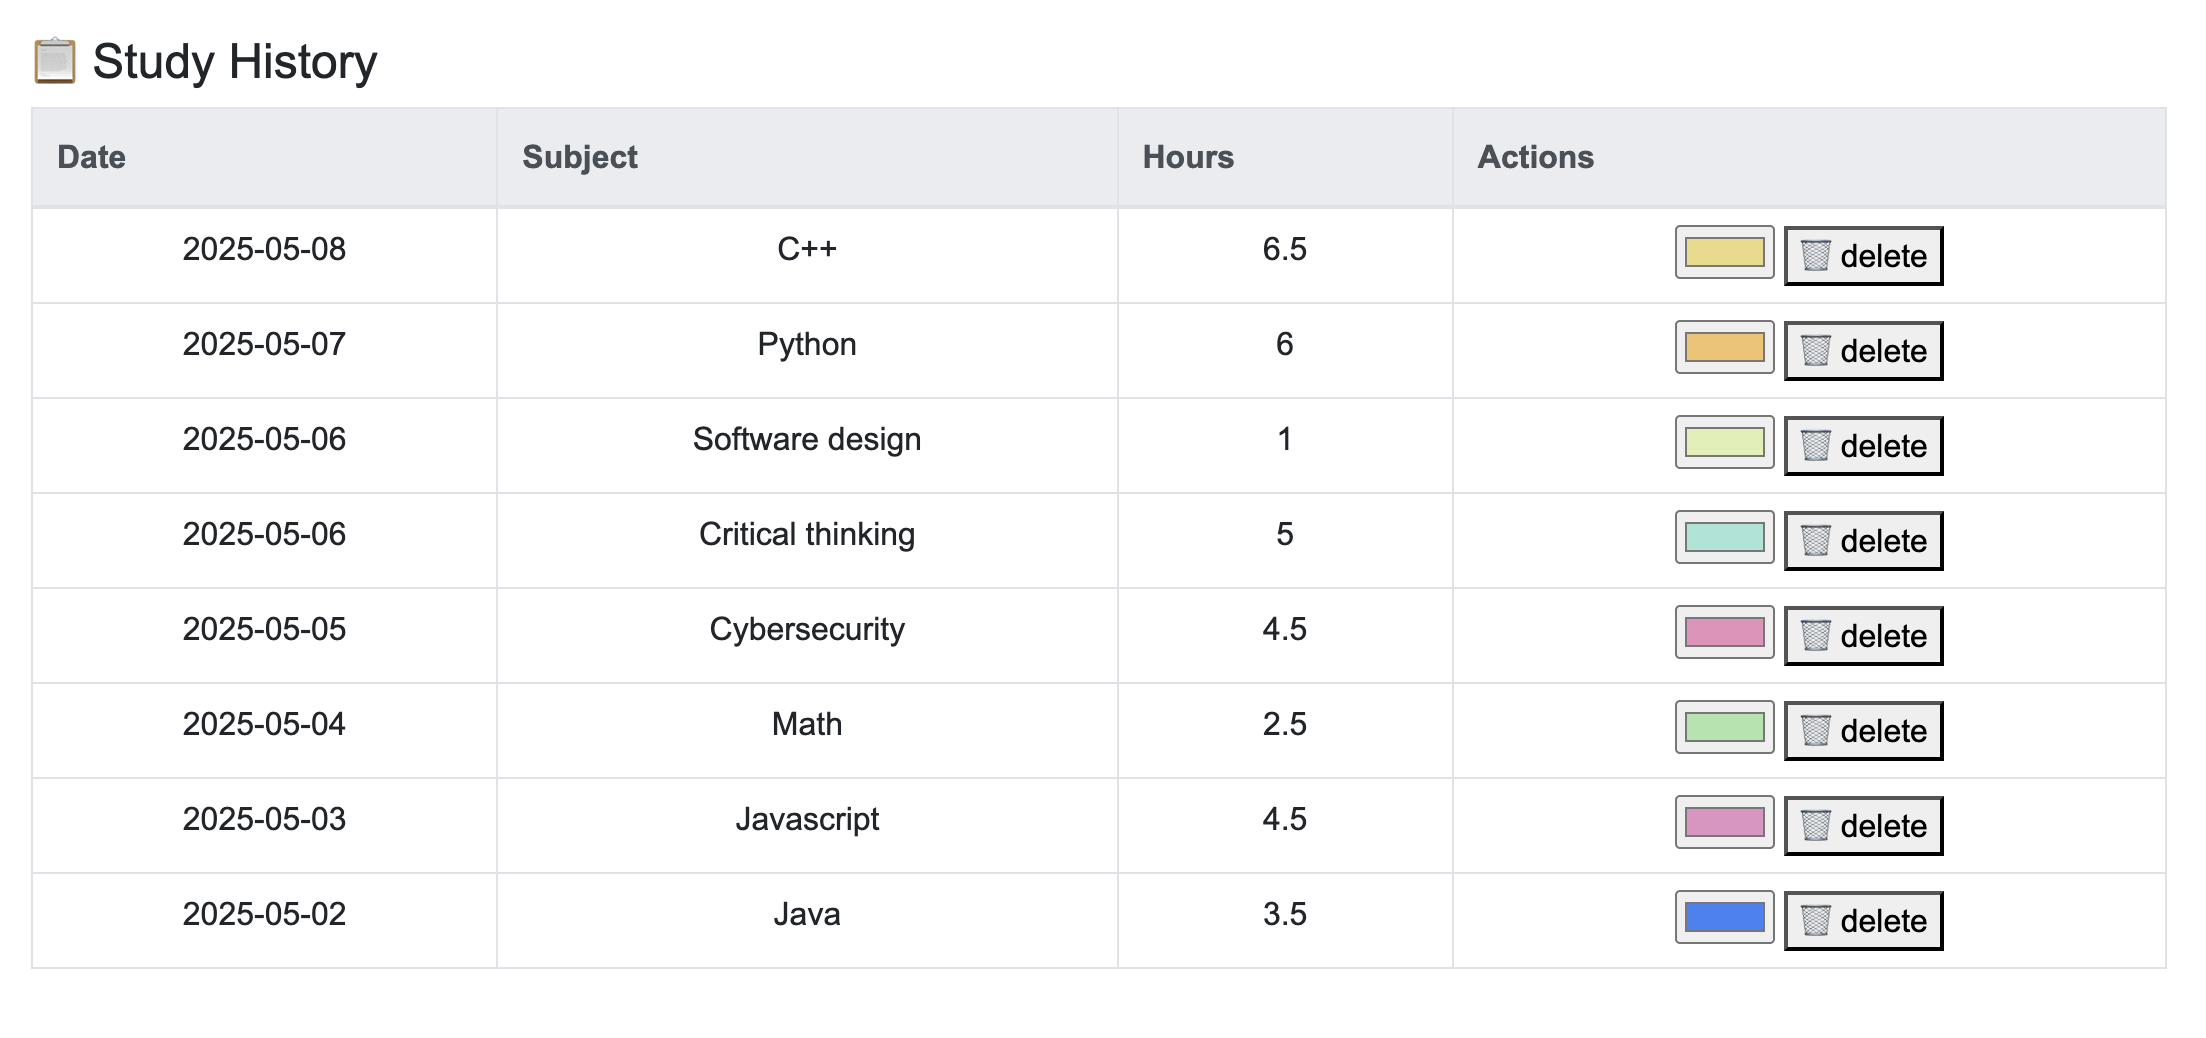 Study History
Date Subject Hours Actions
2025-05-08 C++ 6.5 delete
2025-05-07 Python 6 delete
2025-05-06 Software design 1 delete
2025-05-06 Critical thinking 5 delete
2025-05-05 Cybersecurity 4.5 delete
2025-05-04 Math 2.5 delete
2025-05-03 Javascript 4.5 delete
2025-05-02 Java 3.5 delete